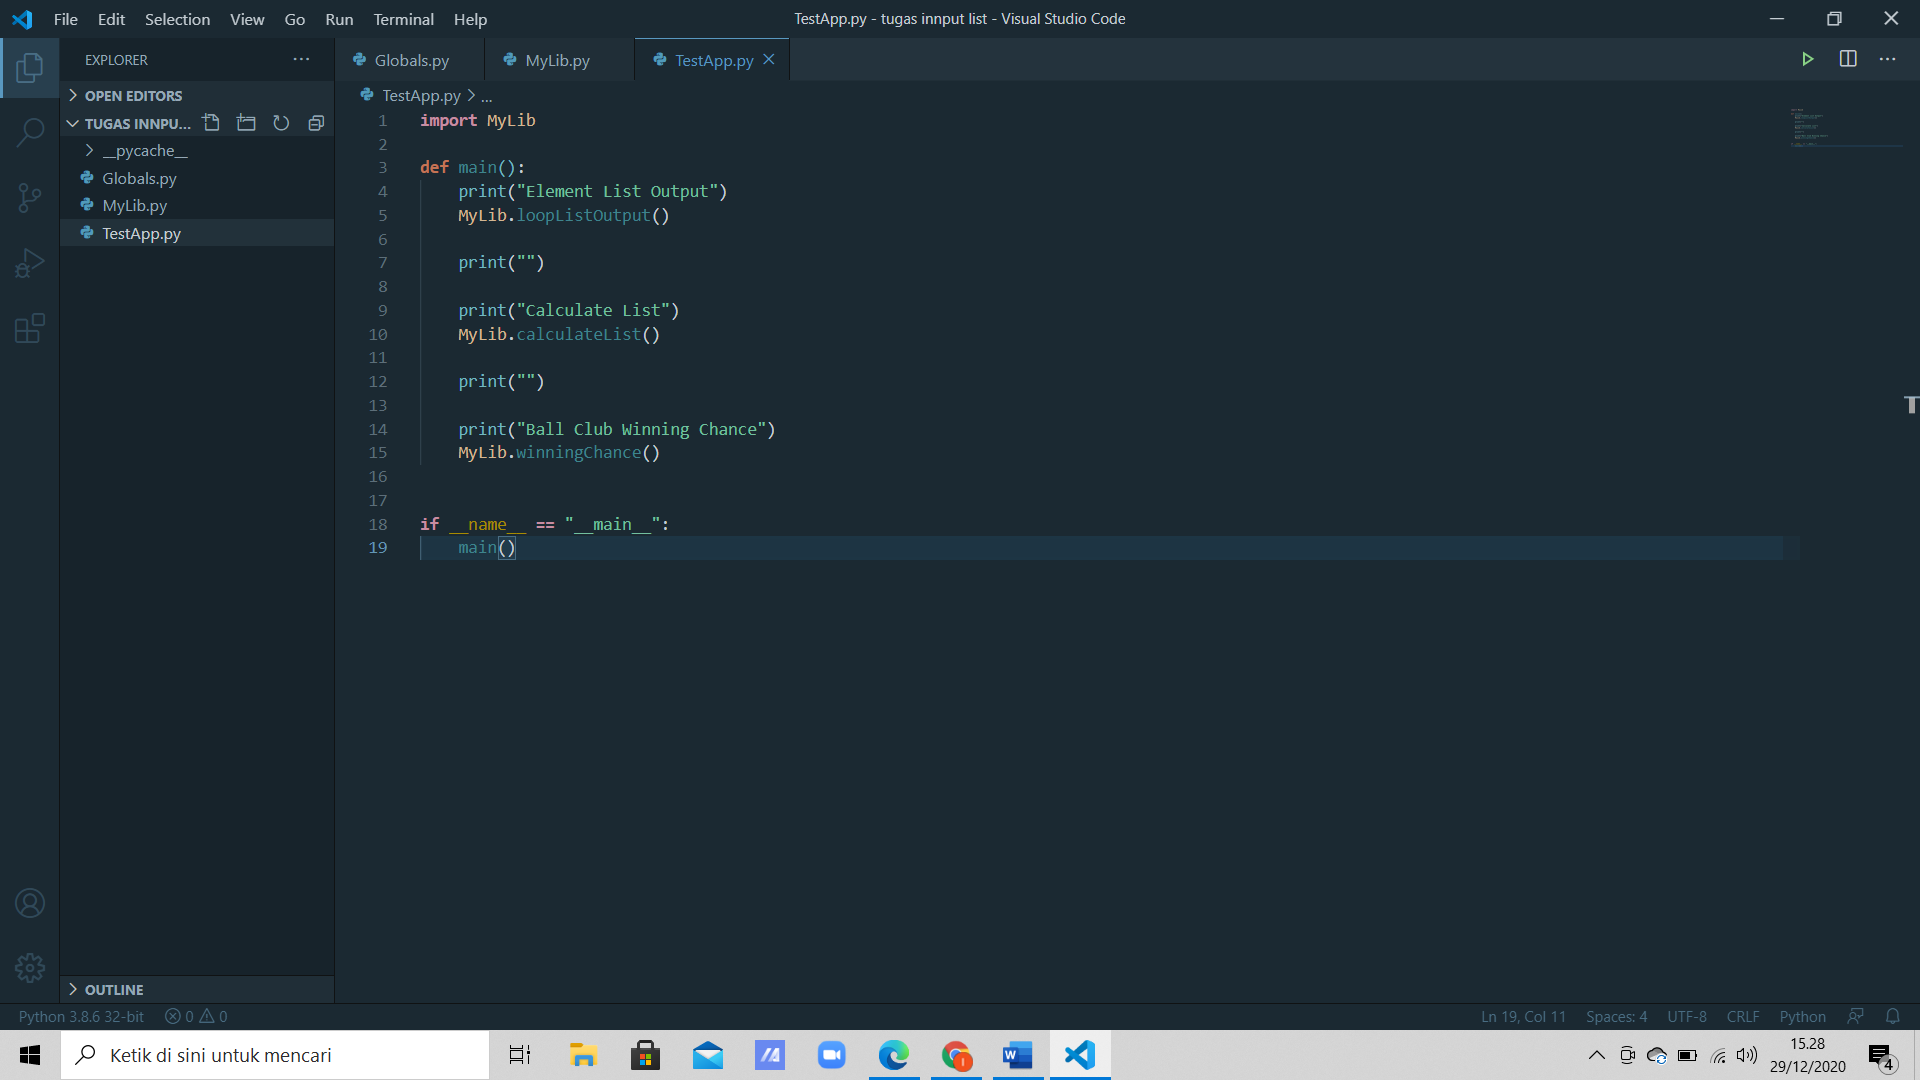 File Edit Selection View Go Run Terminal Help
TestApp.py - tugas innput list - Visual Studio Code
EXPLORER
OPEN EDITORS
TUGAS INNPU...
__pycache__
Globals.py
MyLib.py
TestApp.py
OUTLINE
Globals.py MyLib.py TestApp.py
TestApp.py > ...
1 import MyLib
2
3 def main():
4 print("Element List Output")
5 MyLib.loopListOutput()
6
7 print("")
8
9 print("Calculate List")
10 MyLib.calculateList()
11
12 print("")
13
14 print("Ball Club Winning Chance")
15 MyLib.winningChance()
16
17
18 if __name__ == "__main__":
19 main()
Python 3.8.6 32-bit 0 0
Ln 19, Col 11 Spaces: 4 UTF-8 CRLF Python
Ketik di sini untuk mencari
15.28
29/12/2020
4